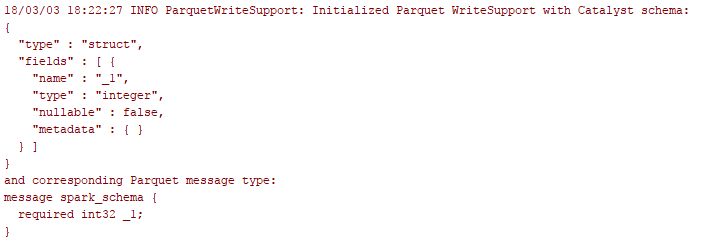 18/03/03 18:22:27 INFO ParquetWriteSupport: Initialized Parquet WriteSupport with Catalyst schema:
{
  "type" : "struct",
  "fields" : [ {
    "name" : "_1",
    "type" : "integer",
    "nullable" : false,
    "metadata" : { }
  } ]
}
and corresponding Parquet message type:
message spark_schema {
  required int32 _1;
}